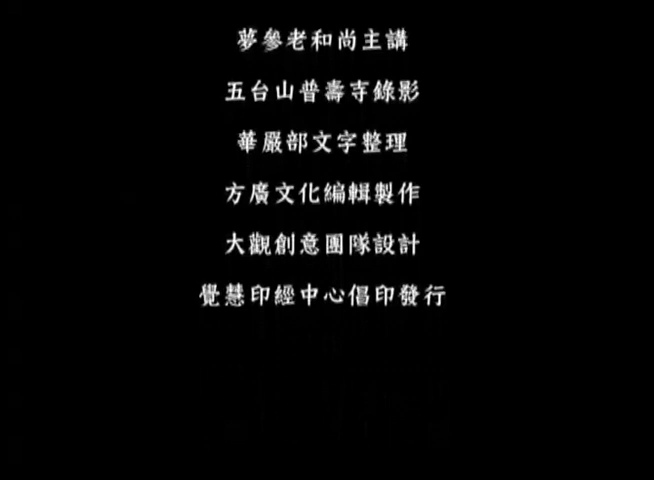 夢參老和尚主講
五台山普壽寺錄影
華嚴部文字整理
方廣文化編輯製作
大觀創意團隊設計
覺慧印經中心倡印發行